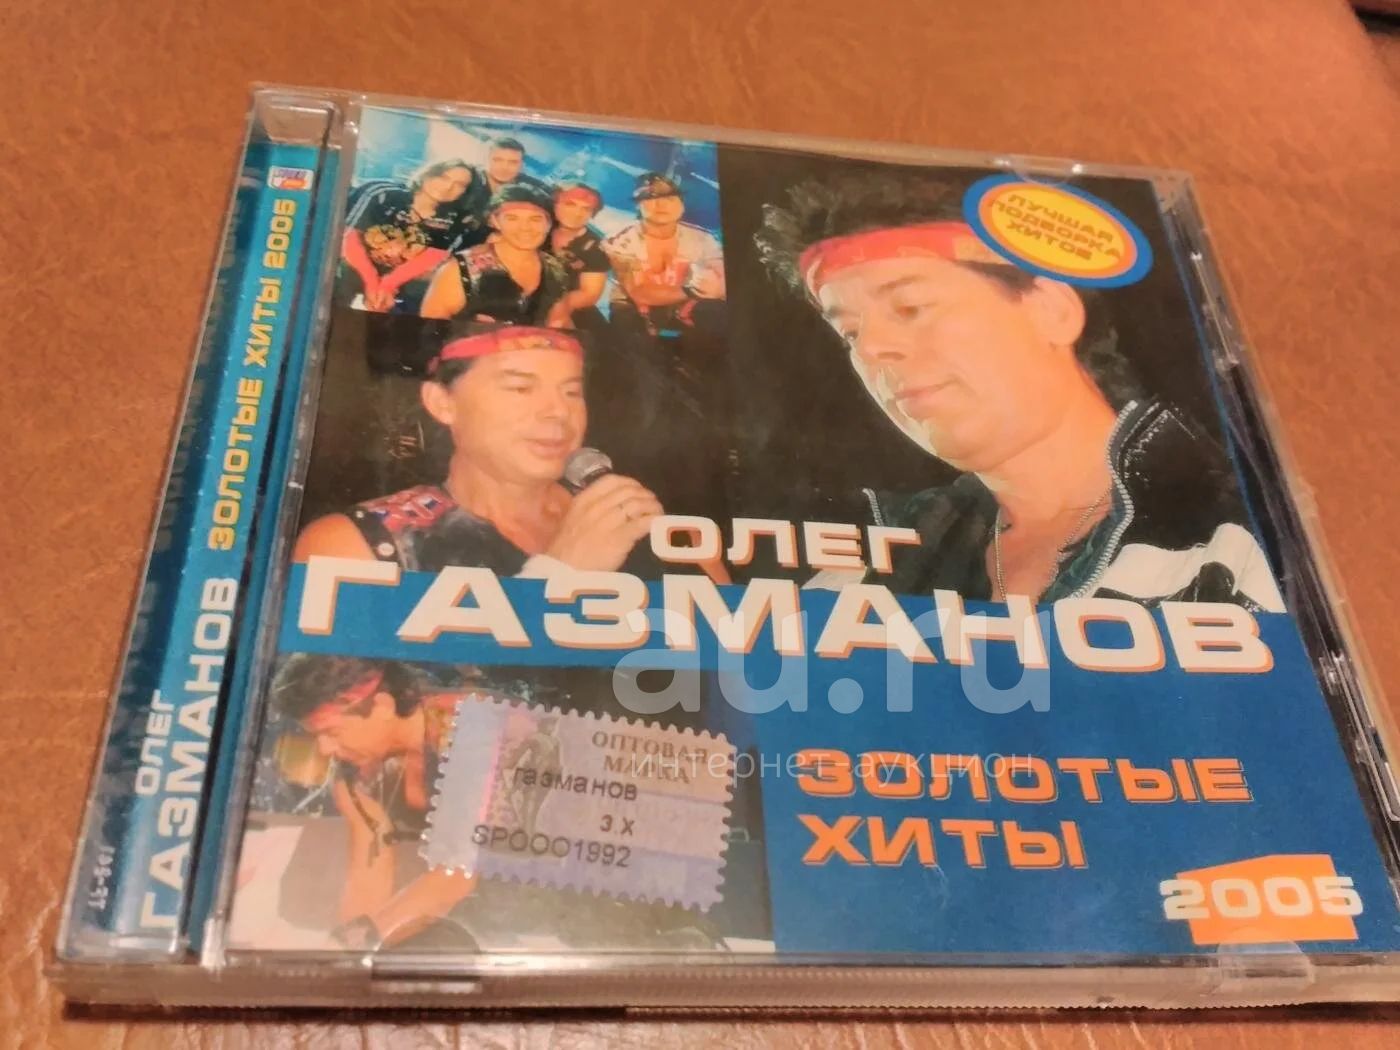 ЛУЧШАЯ
ПОДБОРКА
ХИТОВ
ОЛЕГ
ГАЗМАНОВ
ЗОЛОТЫЕ
ХИТЫ
2005
ОЛЕГ
ГАЗМАНОВ ЗОЛОТЫЕ ХИТЫ 2005
ОПТОВАЯ
МАРКА
газманов
З.Х
SPOOO1992
au.ru
интернет-аукцион